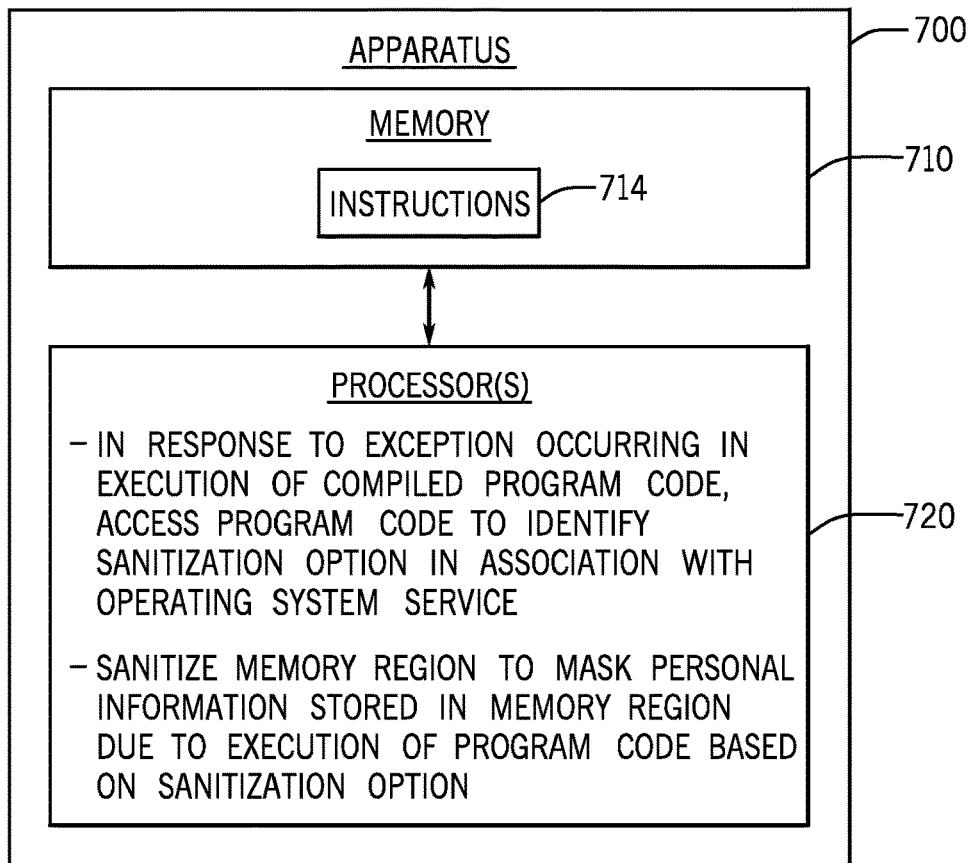 APPARATUS
700
MEMORY
710
INSTRUCTIONS
714
PROCESSOR(S)
– IN RESPONSE TO EXCEPTION OCCURRING IN
EXECUTION OF COMPILED PROGRAM CODE,
ACCESS PROGRAM CODE TO IDENTIFY
720
SANITIZATION OPTION IN ASSOCIATION WITH
OPERATING SYSTEM SERVICE
– SANITIZE MEMORY REGION TO MASK PERSONAL
INFORMATION STORED IN MEMORY REGION
DUE TO EXECUTION OF PROGRAM CODE BASED
ON SANITIZATION OPTION